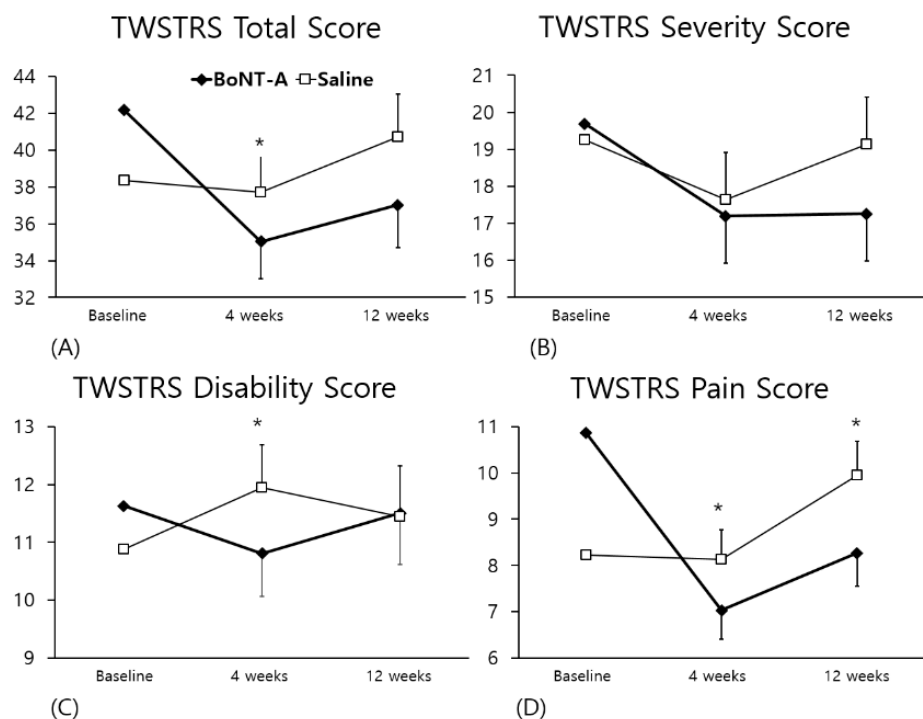 TWSTRS Total Score
BoNT-A Saline
44
42
40
38
36
34
32
*
Baseline 4 weeks 12 weeks
(A)
TWSTRS Severity Score
21
20
19
18
17
16
15
Baseline 4 weeks 12 weeks
(B)
TWSTRS Disability Score
13
12
11
10
9
*
Baseline 4 weeks 12 weeks
(C)
TWSTRS Pain Score
11
10
9
8
7
6
*
*
Baseline 4 weeks 12 weeks
(D)